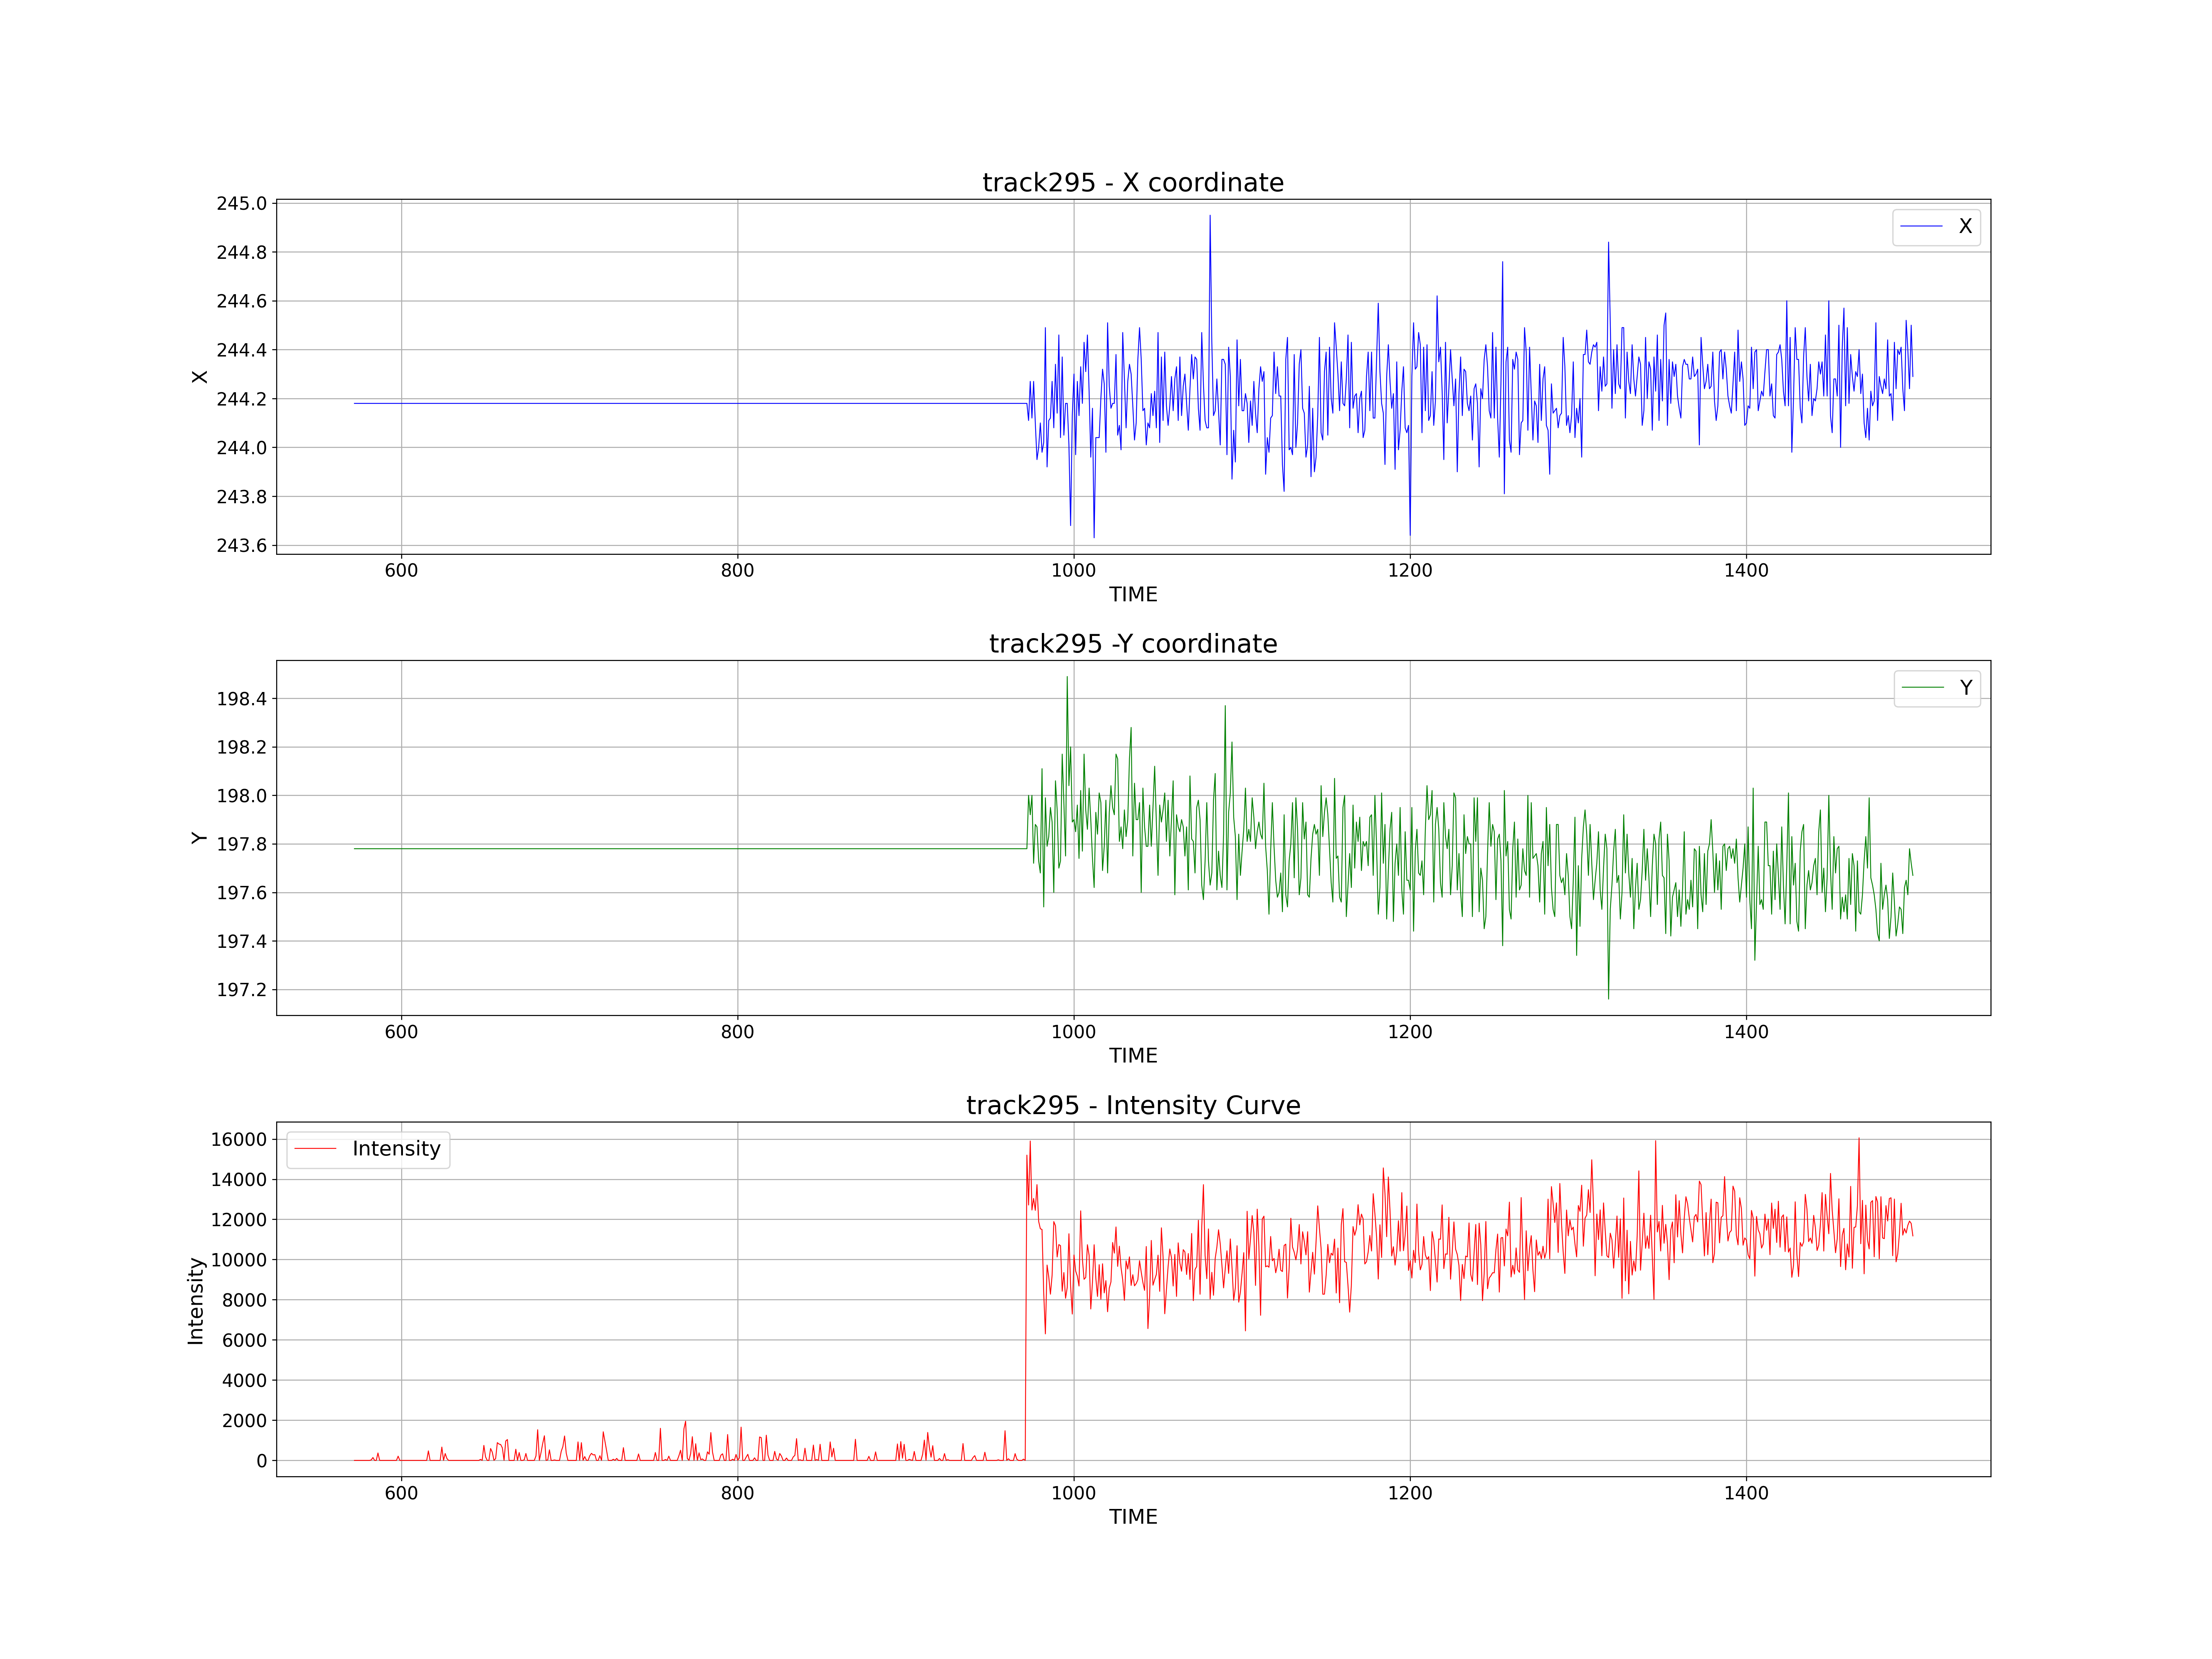 track295 - X coordinate
245.0
244.8
244.6
244.4
244.2
244.0
243.8
243.6
X
X
600 800 1000 1200 1400
TIME
track295 -Y coordinate
198.4
198.2
198.0
197.8
197.6
197.4
197.2
Y
Y
600 800 1000 1200 1400
TIME
track295 - Intensity Curve
16000
14000
12000
10000
8000
6000
4000
2000
0
Intensity
Intensity
600 800 1000 1200 1400
TIME